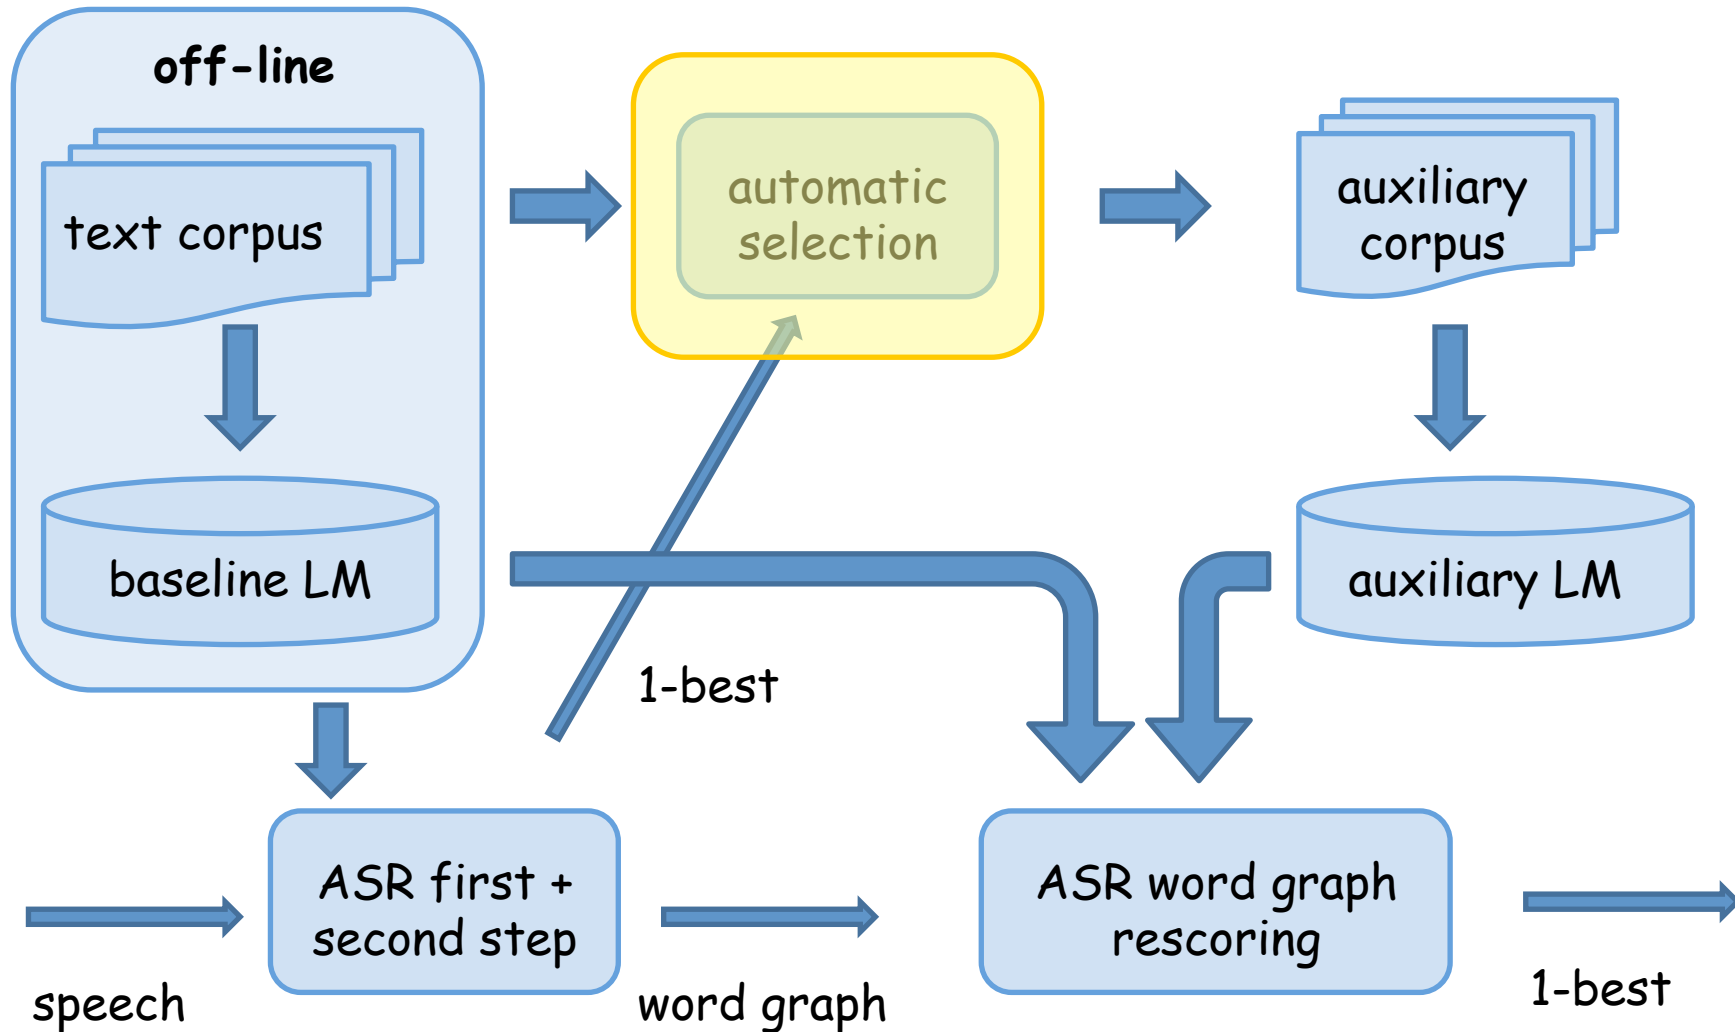 off-line
text corpus
automatic
selection
auxiliary
corpus
baseline LM
auxiliary LM
1-best
ASR first +
second step
ASR word graph
rescoring
speech
word graph
1-best